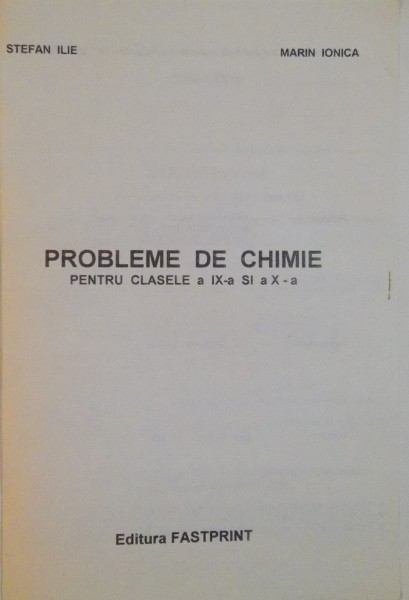 STEFAN ILIE MARIN IONICA
PROBLEME DE CHIMIE
PENTRU CLASELE a IX-a SI a X - a
Editura FASTPRINT